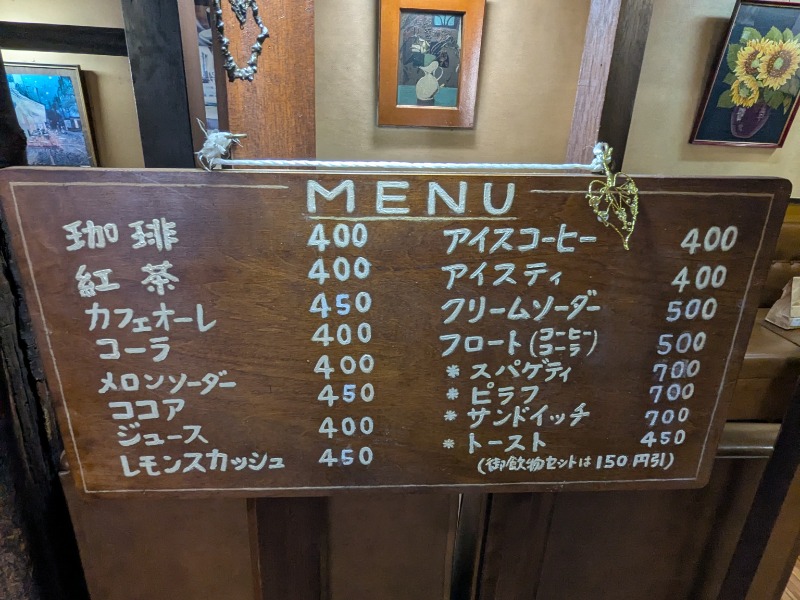 MENU
珈琲 400
紅茶 400
カフェオーレ 450
コーラ 400
メロンソーダー 400
ココア 450
ジュース 400
レモンスカッシュ 450
アイスコーヒー 400
アイスティ 400
クリームソーダー 500
フロート(コーヒーコーラ) 500
*スパゲティ 700
*ピラフ 700
*サンドイッチ 700
*トースト 450
(御飲物セットは150円引)